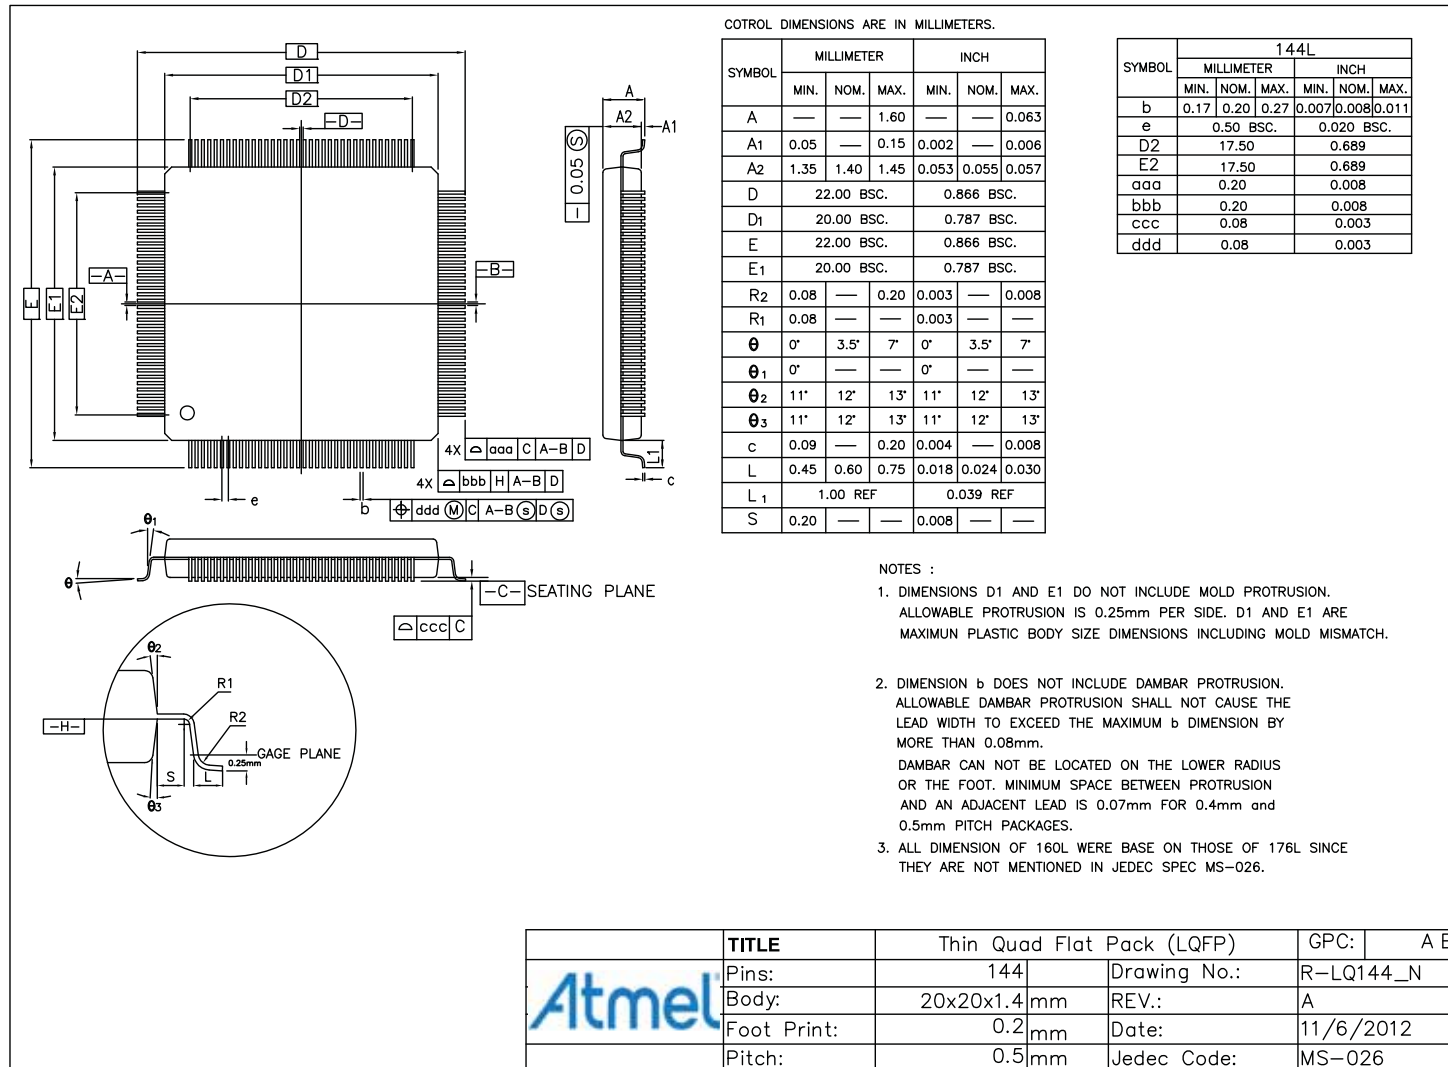 COTROL DIMENSIONS ARE IN MILLIMETERS.
D
D1
D2
-D-
E
E1
E2
-A-
-B-
4X aaa C A-B D
4X bbb H A-B D
e
b
ddd M C A-B S D S
A
A2
A1
0.05 S
L1
c
SYMBOL MILLIMETER INCH
MIN. NOM. MAX. MIN. NOM. MAX.
A — — 1.60 — — 0.063
A1 0.05 — 0.15 0.002 — 0.006
A2 1.35 1.40 1.45 0.053 0.055 0.057
D 22.00 BSC. 0.866 BSC.
D1 20.00 BSC. 0.787 BSC.
E 22.00 BSC. 0.866 BSC.
E1 20.00 BSC. 0.787 BSC.
R2 0.08 — 0.20 0.003 — 0.008
R1 0.08 — — 0.003 — —
θ 0° 3.5° 7° 0° 3.5° 7°
θ1 0° — — 0° — —
θ2 11° 12° 13° 11° 12° 13°
θ3 11° 12° 13° 11° 12° 13°
c 0.09 — 0.20 0.004 — 0.008
L 0.45 0.60 0.75 0.018 0.024 0.030
L1 1.00 REF 0.039 REF
S 0.20 — — 0.008 — —
SYMBOL 144L
MILLIMETER INCH
MIN. NOM. MAX. MIN. NOM. MAX.
b 0.17 0.20 0.27 0.007 0.008 0.011
e 0.50 BSC. 0.020 BSC.
D2 17.50 0.689
E2 17.50 0.689
aaa 0.20 0.008
bbb 0.20 0.008
ccc 0.08 0.003
ddd 0.08 0.003
θ1
θ
-C- SEATING PLANE
ccc C
θ2
R1
R2
-H-
GAGE PLANE
0.25mm
S
L
θ3
NOTES :
1. DIMENSIONS D1 AND E1 DO NOT INCLUDE MOLD PROTRUSION.
ALLOWABLE PROTRUSION IS 0.25mm PER SIDE. D1 AND E1 ARE
MAXIMUN PLASTIC BODY SIZE DIMENSIONS INCLUDING MOLD MISMATCH.
2. DIMENSION b DOES NOT INCLUDE DAMBAR PROTRUSION.
ALLOWABLE DAMBAR PROTRUSION SHALL NOT CAUSE THE
LEAD WIDTH TO EXCEED THE MAXIMUM b DIMENSION BY
MORE THAN 0.08mm.
DAMBAR CAN NOT BE LOCATED ON THE LOWER RADIUS
OR THE FOOT. MINIMUM SPACE BETWEEN PROTRUSION
AND AN ADJACENT LEAD IS 0.07mm FOR 0.4mm and
0.5mm PITCH PACKAGES.
3. ALL DIMENSION OF 160L WERE BASE ON THOSE OF 176L SINCE
THEY ARE NOT MENTIONED IN JEDEC SPEC MS-026.
Atmel
TITLE Thin Quad Flat Pack (LQFP) GPC: A E
Pins: 144 Drawing No.: R-LQ144_N
Body: 20x20x1.4 mm REV.: A
Foot Print: 0.2 mm Date: 11/6/2012
Pitch: 0.5 mm Jedec Code: MS-026